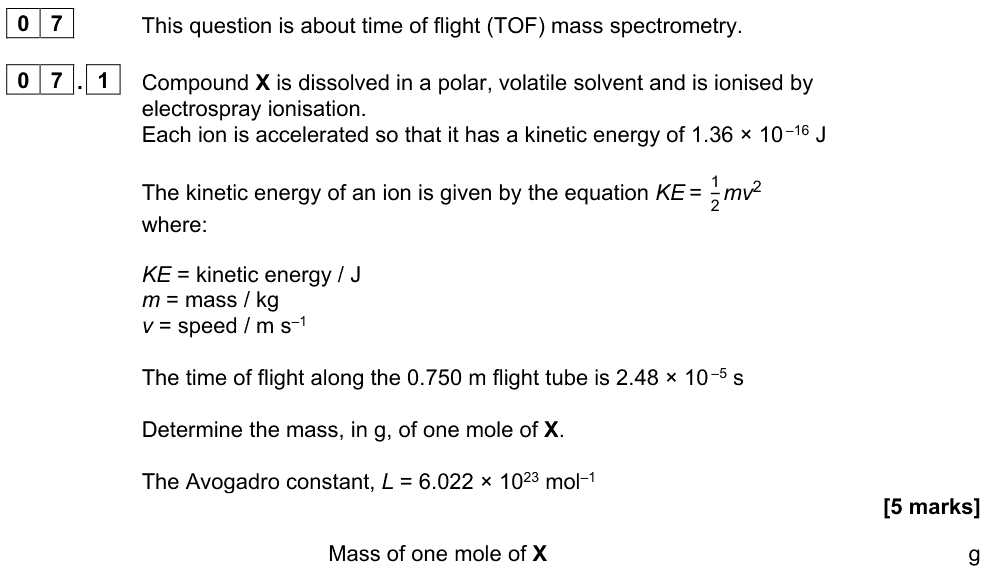 0 7 This question is about time of flight (TOF) mass spectrometry.
0 7 . 1 Compound X is dissolved in a polar, volatile solvent and is ionised by
electrospray ionisation.
Each ion is accelerated so that it has a kinetic energy of 1.36 × 10⁻¹⁶ J
The kinetic energy of an ion is given by the equation KE = 1/2 mv²
where:
KE = kinetic energy / J
m = mass / kg
v = speed / m s⁻¹
The time of flight along the 0.750 m flight tube is 2.48 × 10⁻⁵ s
Determine the mass, in g, of one mole of X.
The Avogadro constant, L = 6.022 × 10²³ mol⁻¹
[5 marks]
Mass of one mole of X g